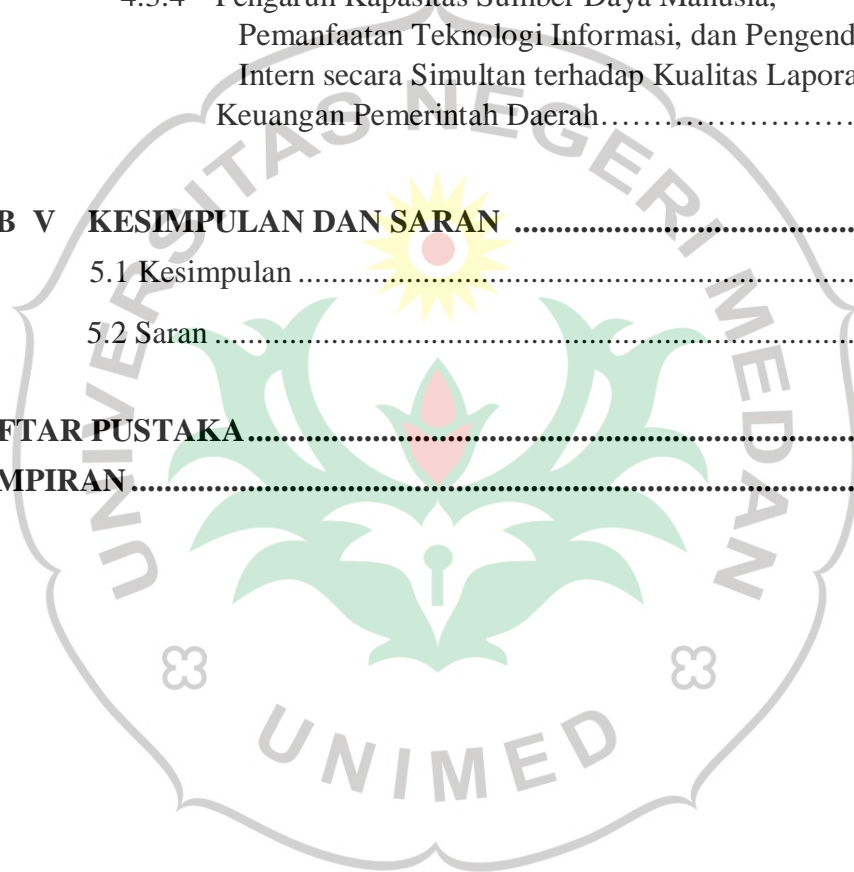 4.3.4 Pengaruh Kapasitas Sumber Daya Manusia,
Pemanfaatan Teknologi Informasi, dan Pengend
Intern secara Simultan terhadap Kualitas Lapora
Keuangan Pemerintah Daerah……………………
B V KESIMPULAN DAN SARAN ..................................................
5.1 Kesimpulan ..........................................................................
5.2 Saran ....................................................................................
FTAR PUSTAKA................................................................................
MPIRAN................................................................................................
UNIVERSITAS NEGERI MEDAN
UNIMED